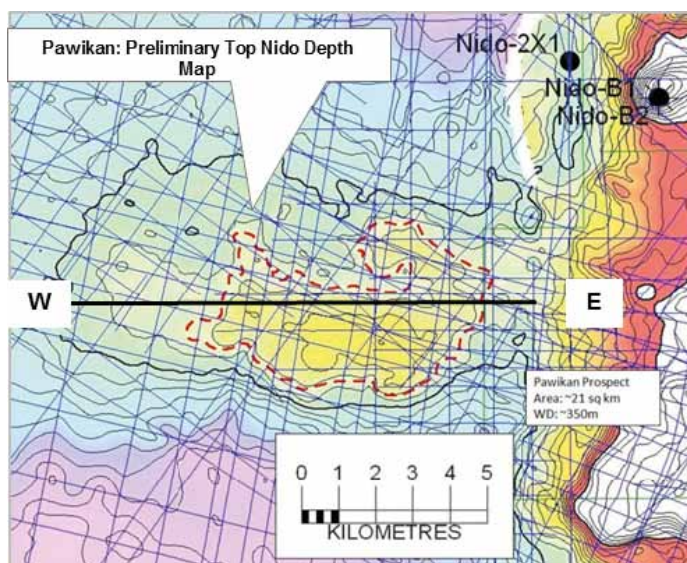 Pawikan: Preliminary Top Nido Depth
Map
Nido-2X1
Nido-B1
Nido-B2
W
E
Pawikan Prospect
Area: ~21 sq km
WD: ~350m
0 1 2 3 4 5
KILOMETRES